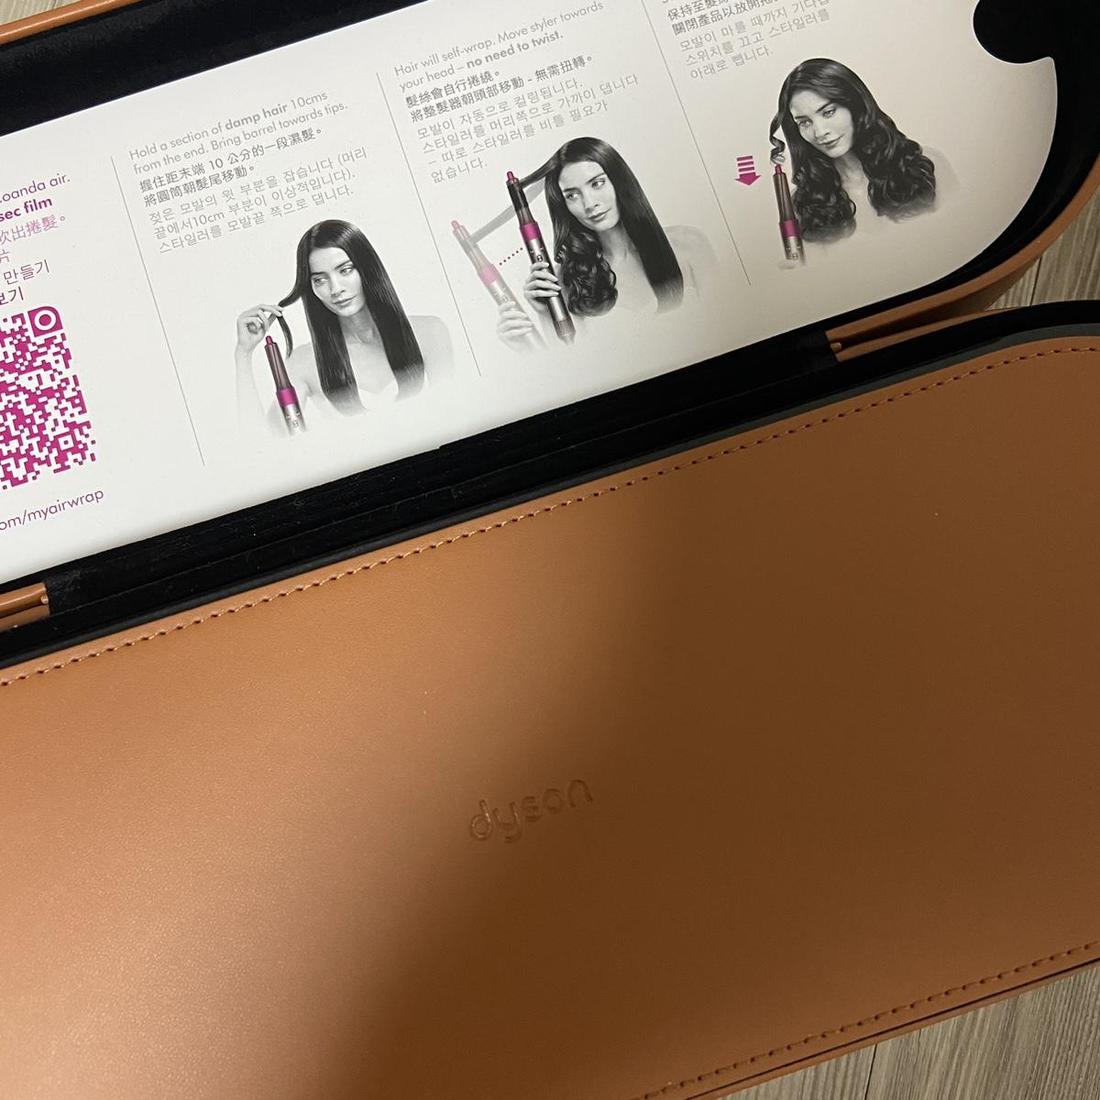 Coanda air.
sec film
吹出捲髮。
片
만들기
보기
om/myairwrap
Hold a section of damp hair 10cms
from the end. Bring barrel towards tips.
握住距末端 10 公分的一段濕髮。
將圓筒朝髮尾移動。
젖은 모발의 윗 부분을 잡습니다 (머리
끝에서10cm 부분이 이상적입니다).
스타일러를 모발끝 쪽으로 댑니다.
Hair will self-wrap. Move styler towards
your head – no need to twist.
髮絲會自行捲繞。
將整髮器朝頭部移動 - 無需扭轉。
모발이 자동으로 컬링됩니다.
스타일러를 머리쪽으로 가까이 댑니다
– 따로 스타일러를 비틀 필요가
없습니다.
保持至髮
關閉產品以放開捲
모발이 마를 때까지 기다립
스위치를 끄고 스타일러를
아래로 뺍니다.
dyson